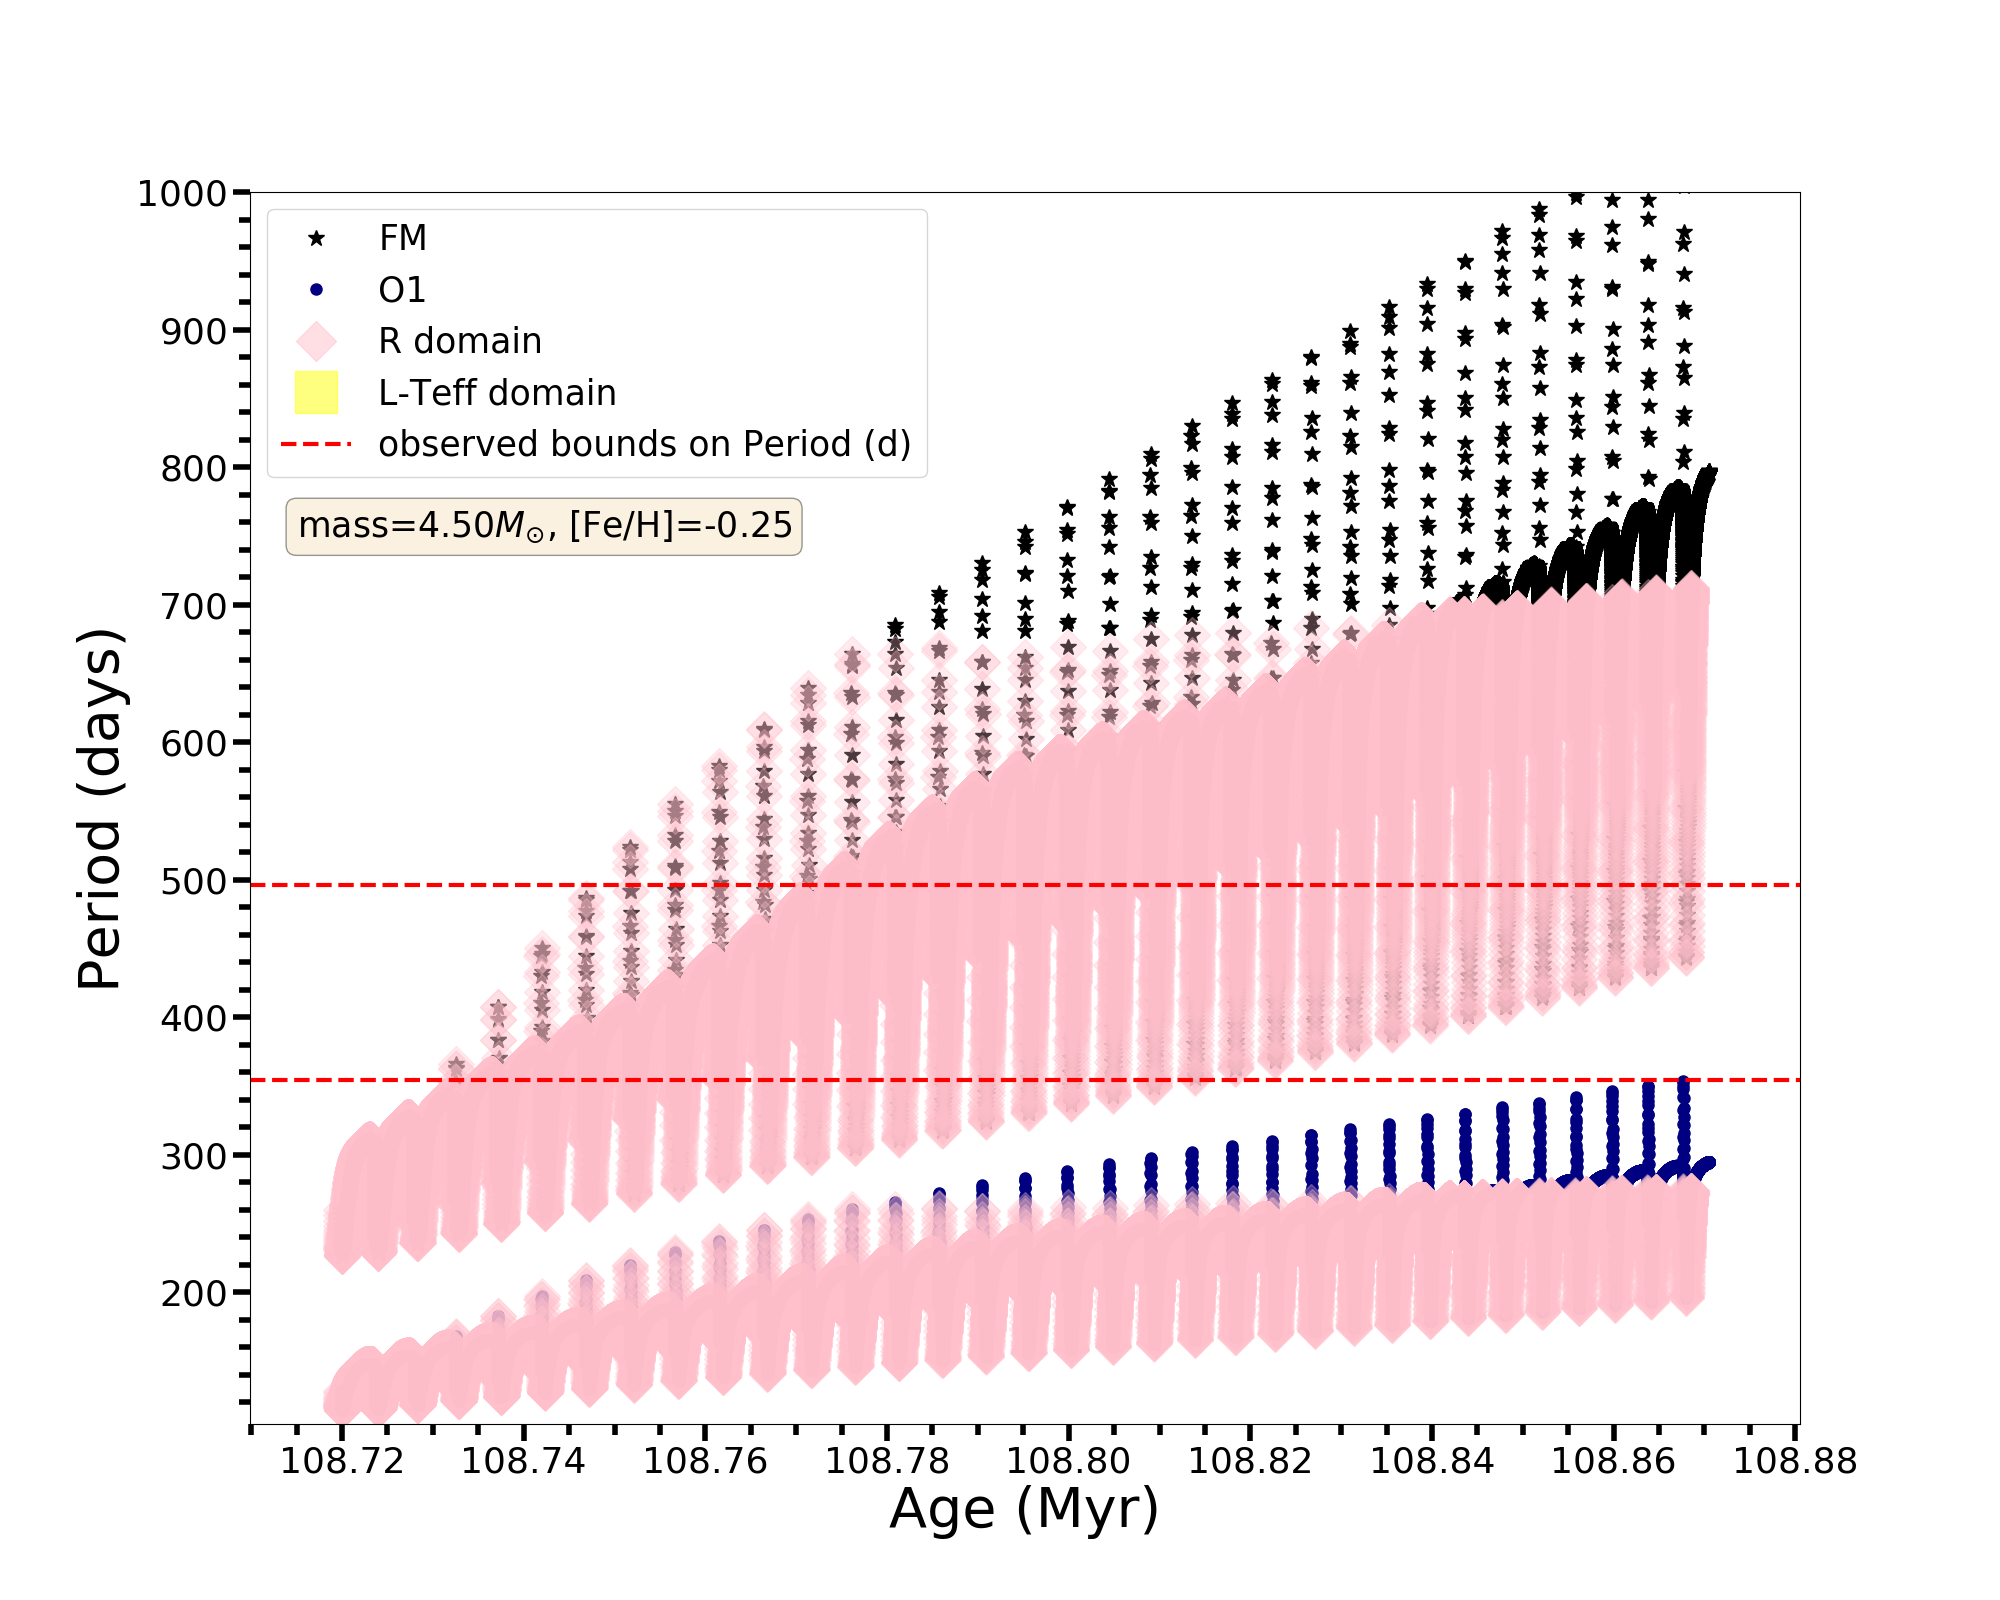 1000
900
800
700
600
500
400
300
200
Period (days)
FM
O1
R domain
L-Teff domain
observed bounds on Period (d)
mass=4.50M☉, [Fe/H]=-0.25
108.72 108.74 108.76 108.78 108.80 108.82 108.84 108.86 108.88
Age (Myr)